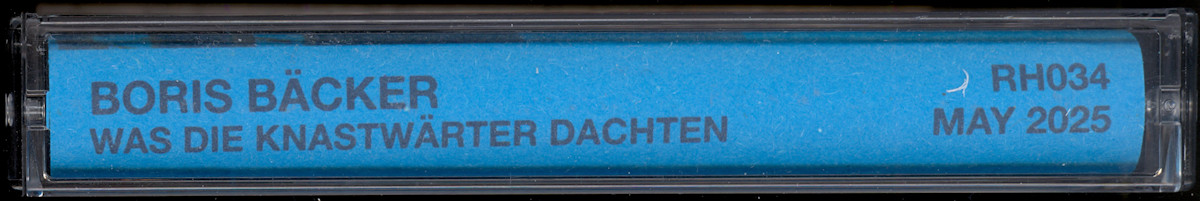 BORIS BÄCKER
WAS DIE KNASTWÄRTER DACHTEN
RH034
MAY 2025